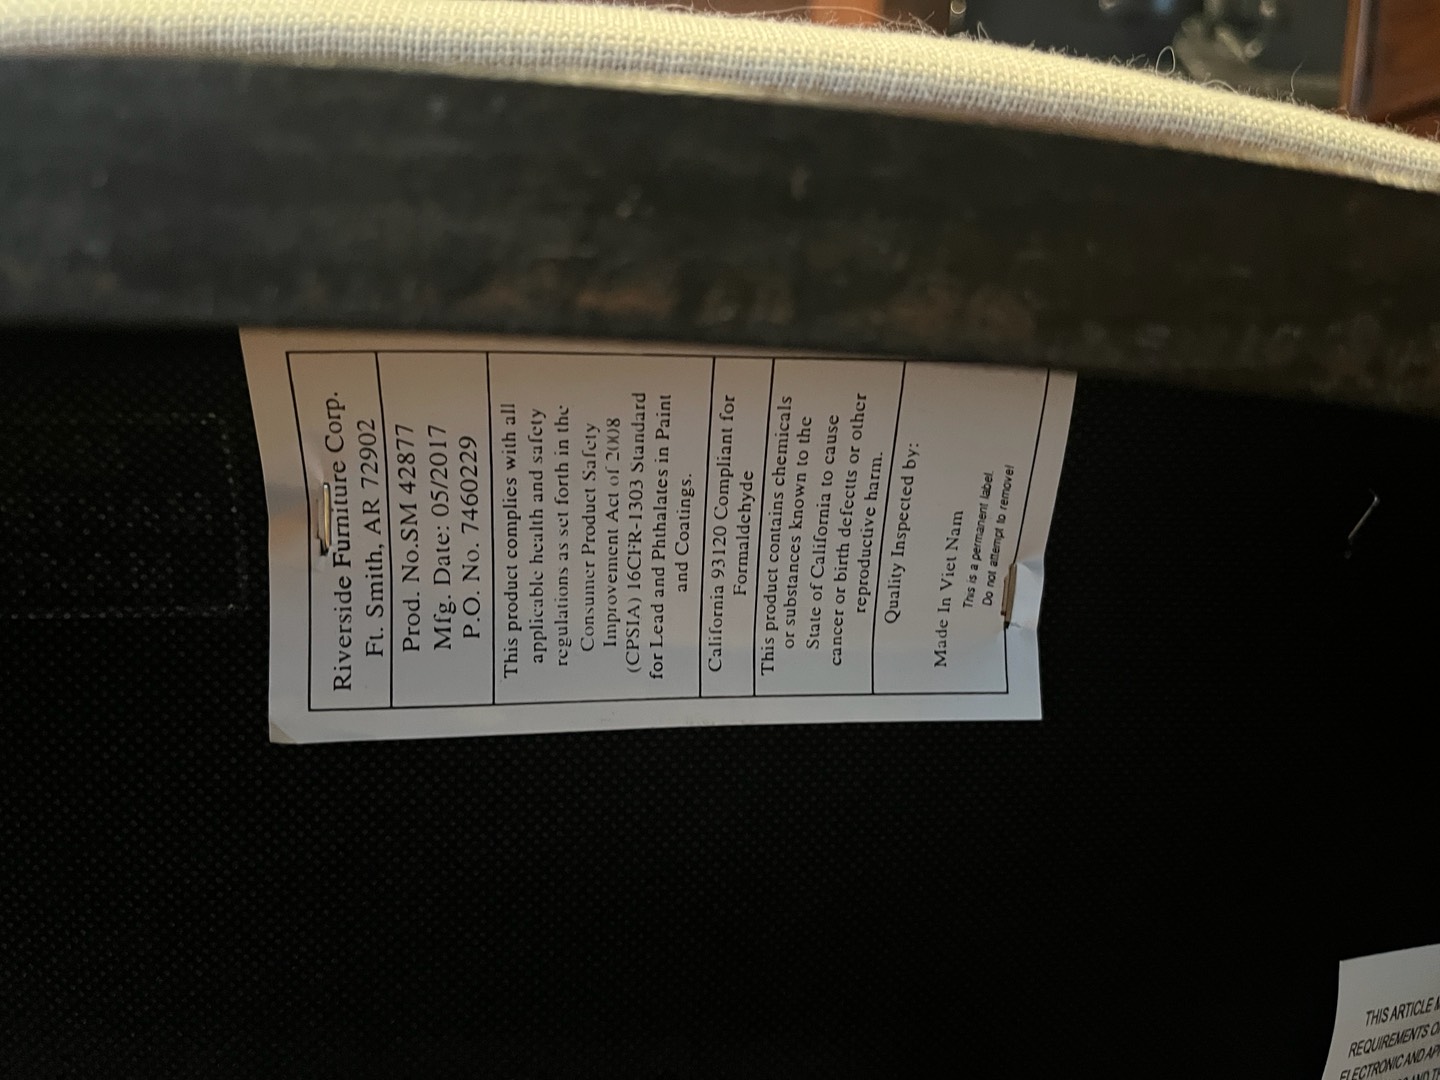 Riverside Furniture Corp.
Ft. Smith, AR 72902
Prod. No.SM 42877
Mfg. Date: 05/2017
P.O. No. 7460229
This product complies with all
applicable health and safety
regulations as set forth in the
Consumer Product Safety
Improvement Act of 2008
(CPSIA) 16CFR-1303 Standard
for Lead and Phthalates in Paint
and Coatings.
California 93120 Compliant for
Formaldehyde
This product contains chemicals
or substances known to the
State of California to cause
cancer or birth defectts or other
reproductive harm.
Quality Inspected by:
Made In Viet Nam
This is a permanent label.
Do not attempt to remove!
THIS ARTICLE
REQUIREMENTS
ELECTRONIC AND